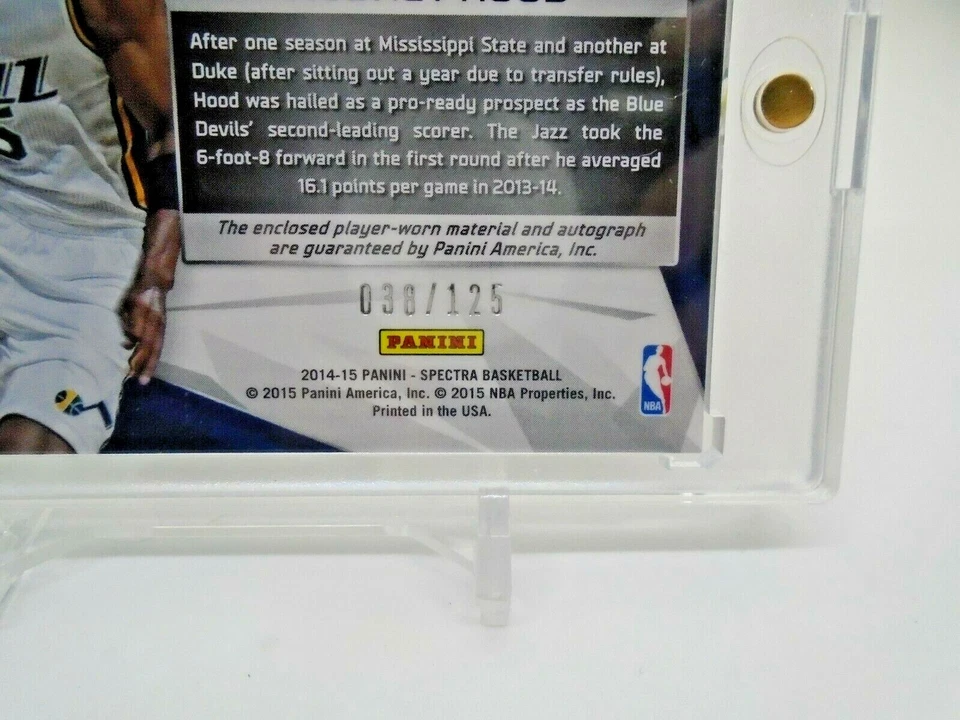 HOOD
After one season at Mississippi State and another at
Duke (after sitting out a year due to transfer rules),
Hood was hailed as a pro-ready prospect as the Blue
Devils' second-leading scorer. The Jazz took the
6-foot-8 forward in the first round after he averaged
16.1 points per game in 2013-14.
The enclosed player-worn material and autograph
are guaranteed by Panini America, Inc.
038/125
PANINI
2014-15 PANINI - SPECTRA BASKETBALL
© 2015 Panini America, Inc. © 2015 NBA Properties, Inc.
Printed in the USA.
NBA